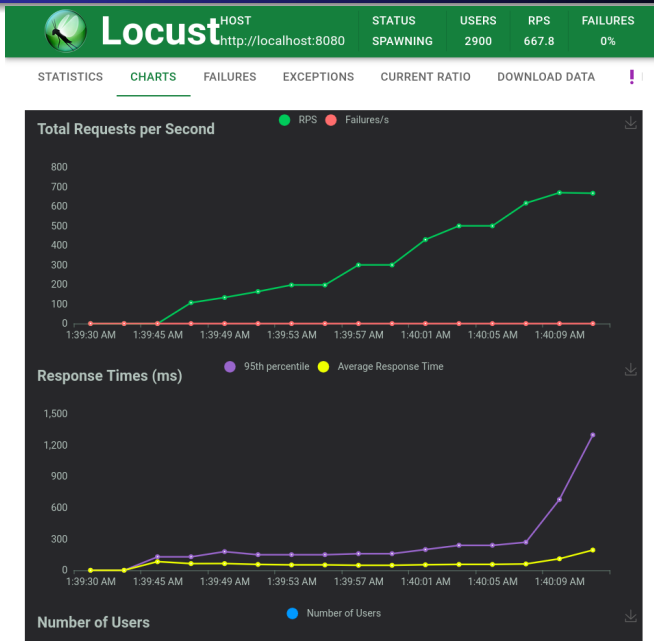 Locust
HOST
http://localhost:8080
STATUS
SPAWNING
USERS
2900
RPS
667.8
FAILURES
0%
STATISTICS CHARTS FAILURES EXCEPTIONS CURRENT RATIO DOWNLOAD DATA !
Total Requests per Second
RPS Failures/s
800
700
600
500
400
300
200
100
0
1:39:30 AM 1:39:45 AM 1:39:49 AM 1:39:53 AM 1:39:57 AM 1:40:01 AM 1:40:05 AM 1:40:09 AM
Response Times (ms)
95th percentile Average Response Time
1,500
1,200
900
600
300
0
1:39:30 AM 1:39:45 AM 1:39:49 AM 1:39:53 AM 1:39:57 AM 1:40:01 AM 1:40:05 AM 1:40:09 AM
Number of Users
Number of Users